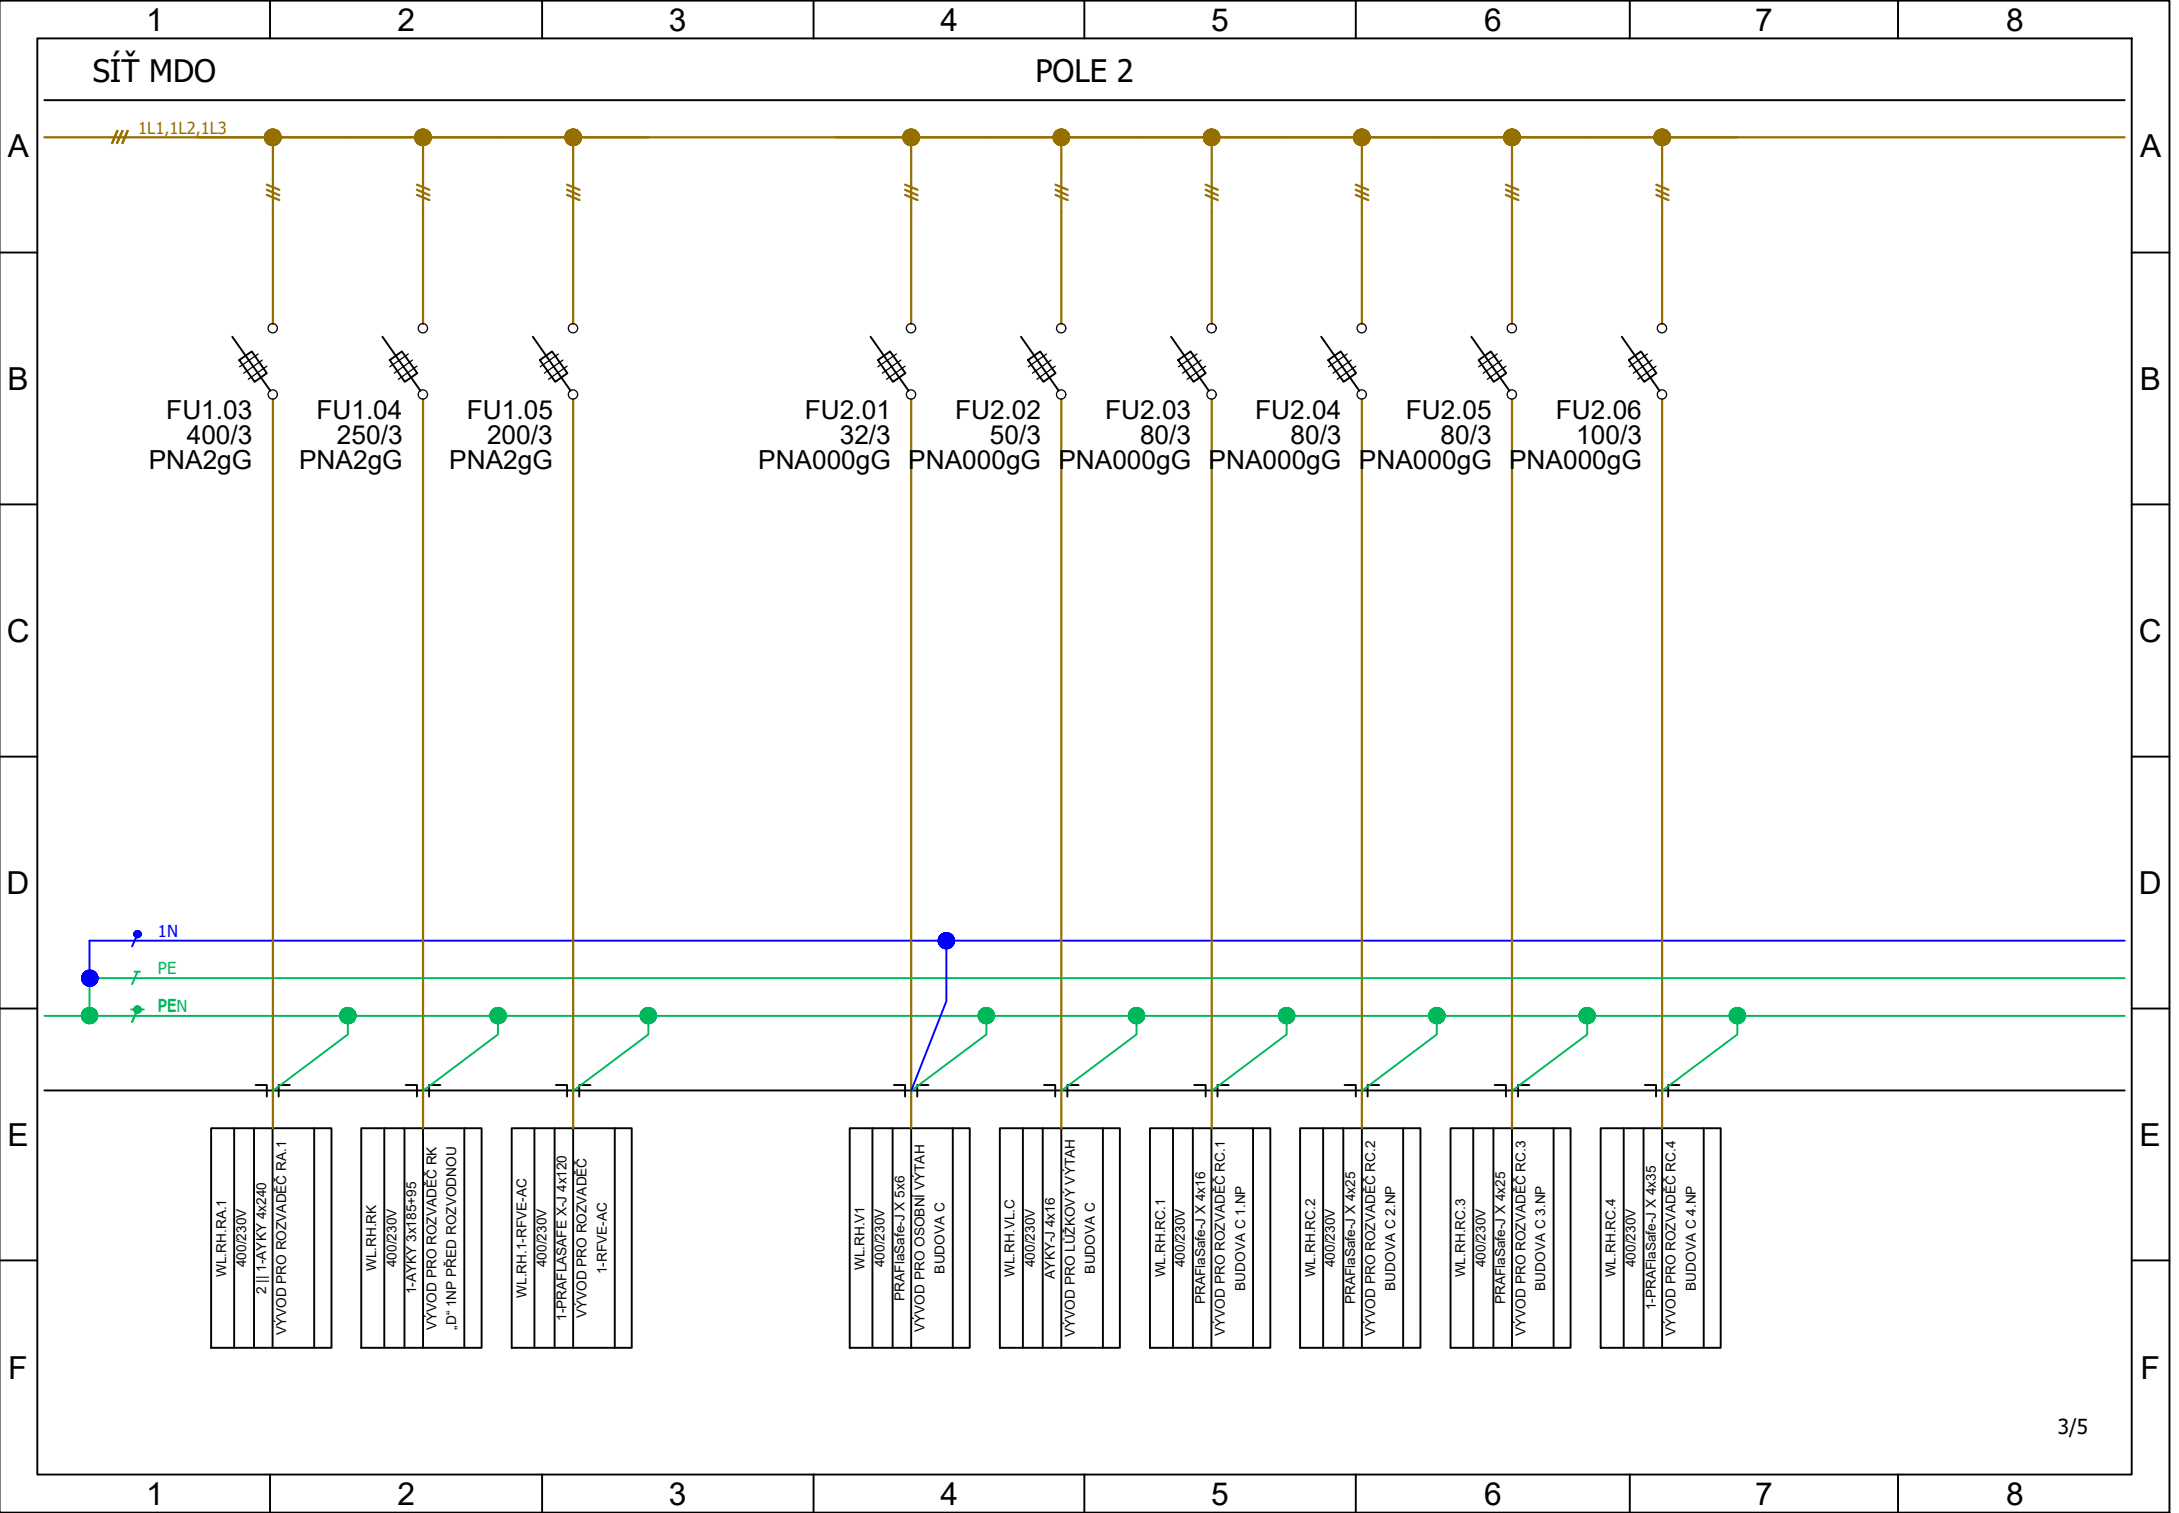 1 2 3 4 5 6 7 8
SÍŤ MDO
POLE 2
A
1L1,1L2,1L3
A
B
B
FU1.03
400/3
PNA2gG
FU1.04
250/3
PNA2gG
FU1.05
200/3
PNA2gG
FU2.01
32/3
PNA000gG
FU2.02
50/3
PNA000gG
FU2.03
80/3
PNA000gG
FU2.04
80/3
PNA000gG
FU2.05
80/3
PNA000gG
FU2.06
100/3
PNA000gG
C
C
D
D
1N
PE
PEN
E
E
WL.RH.RA.1
400/230V
2 || 1-AYKY 4x240
VÝVOD PRO ROZVADĚČ RA.1
WL.RH.RK
400/230V
1-AYKY 3x185+95
VÝVOD PRO ROZVADĚČ RK
„D“ 1NP PŘED ROZVODNOU
WL.RH.1-RFVE-AC
400/230V
1-PRAFLASAFE X-J 4x120
VÝVOD PRO ROZVADĚČ
1-RFVE-AC
WL.RH.V1
400/230V
PRAFlaSafe-J X 5x6
VÝVOD PRO OSOBNÍ VÝTAH
BUDOVA C
WL.RH.VL.C
400/230V
AYKY-J 4x16
VÝVOD PRO LŮŽKOVÝ VÝTAH
BUDOVA C
WL.RH.RC.1
400/230V
PRAFlaSafe-J X 4x16
VÝVOD PRO ROZVADĚČ RC.1
BUDOVA C 1.NP
WL.RH.RC.2
400/230V
PRAFlaSafe-J X 4x25
VÝVOD PRO ROZVADĚČ RC.2
BUDOVA C 2.NP
WL.RH.RC.3
400/230V
PRAFlaSafe-J X 4x25
VÝVOD PRO ROZVADĚČ RC.3
BUDOVA C 3.NP
WL.RH.RC.4
400/230V
1-PRAFlaSafe-J X 4x35
VÝVOD PRO ROZVADĚČ RC.4
BUDOVA C 4.NP
F
F
3/5
1 2 3 4 5 6 7 8